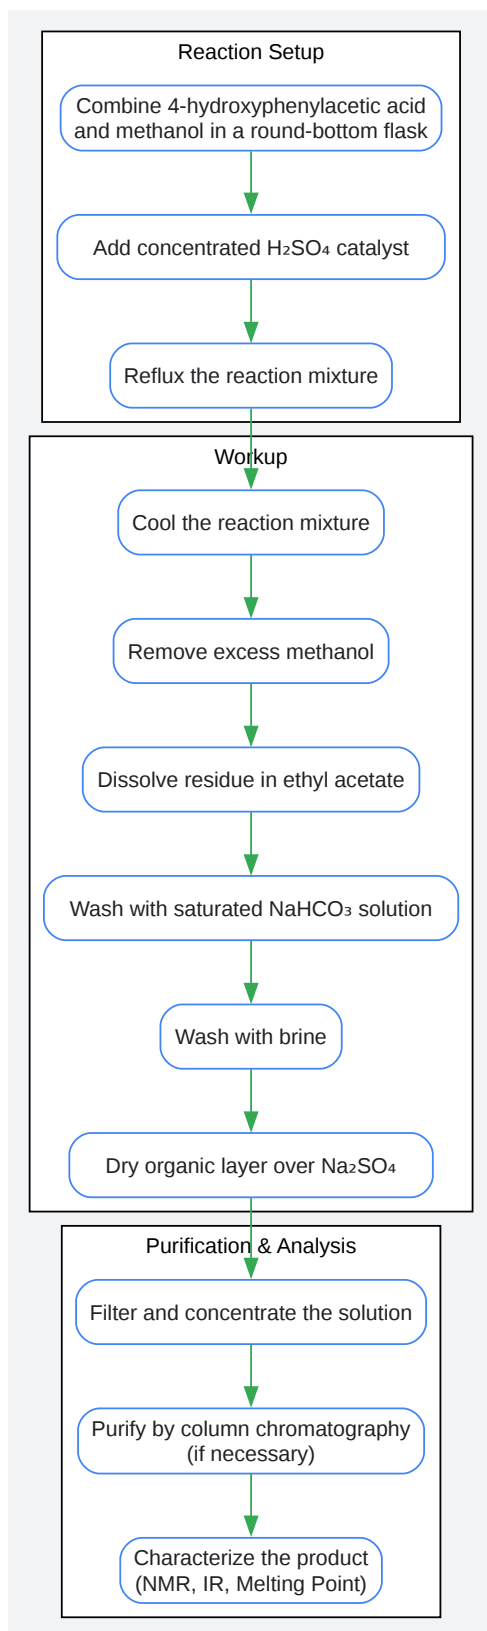 Reaction Setup
Combine 4-hydroxyphenylacetic acid
and methanol in a round-bottom flask
Add concentrated H₂SO₄ catalyst
Reflux the reaction mixture
Workup
Cool the reaction mixture
Remove excess methanol
Dissolve residue in ethyl acetate
Wash with saturated NaHCO₃ solution
Wash with brine
Dry organic layer over Na₂SO₄
Purification & Analysis
Filter and concentrate the solution
Purify by column chromatography
(if necessary)
Characterize the product
(NMR, IR, Melting Point)